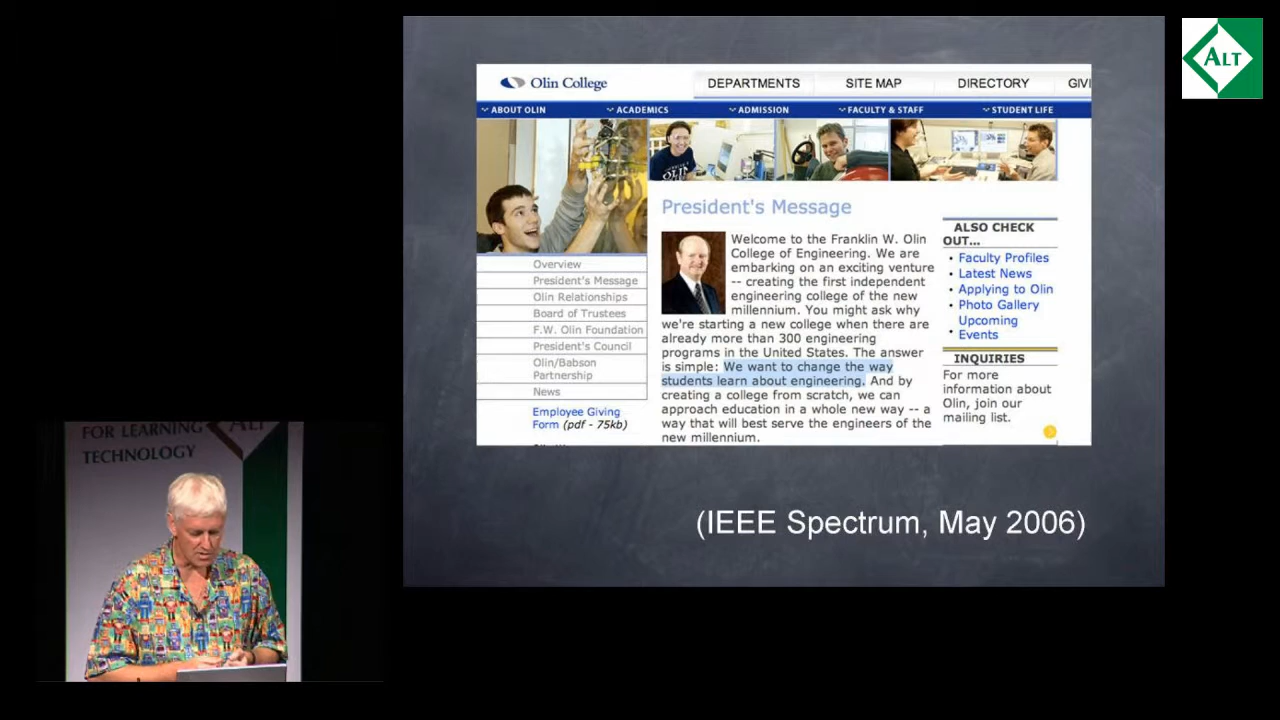 ALT
Olin College
DEPARTMENTS SITE MAP DIRECTORY GIVI
ABOUT OLIN ACADEMICS ADMISSION FACULTY & STAFF STUDENT LIFE
President's Message
Welcome to the Franklin W. Olin
College of Engineering. We are
embarking on an exciting venture
-- creating the first independent
engineering college of the new
millennium. You might ask why
we're starting a new college when there are
already more than 300 engineering
programs in the United States. The answer
is simple: We want to change the way
students learn about engineering. And by
creating a college from scratch, we can
approach education in a whole new way -- a
way that will best serve the engineers of the
new millennium.
Overview
President's Message
Olin Relationships
Board of Trustees
F.W. Olin Foundation
President's Council
Olin/Babson
Partnership
News
Employee Giving
Form (pdf - 75kb)
ALSO CHECK
OUT...
• Faculty Profiles
• Latest News
• Applying to Olin
• Photo Gallery
Upcoming
• Events
INQUIRIES
For more
information about
Olin, join our
mailing list.
(IEEE Spectrum, May 2006)
FOR LEARNING
TECHNOLOGY
ALT